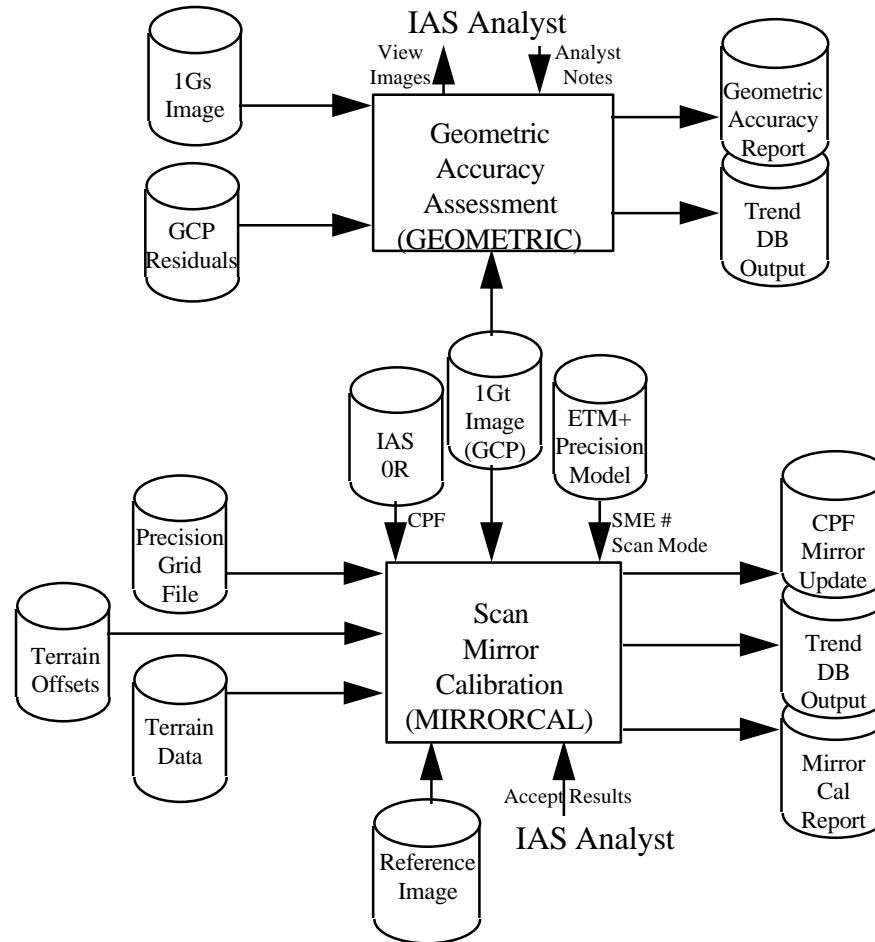 IAS Analyst
View
Images
Analyst
Notes
1Gs
Image
Geometric
Accuracy
Assessment
(GEOMETRIC)
Geometric
Accuracy
Report
GCP
Residuals
Trend
DB
Output
1Gt
Image
(GCP)
IAS
0R
ETM+
Precision
Model
CPF
SME #
Scan Mode
Precision
Grid
File
CPF
Mirror
Update
Terrain
Offsets
Scan
Mirror
Calibration
(MIRRORCAL)
Trend
DB
Output
Terrain
Data
Mirror
Cal
Report
Accept Results
IAS Analyst
Reference
Image